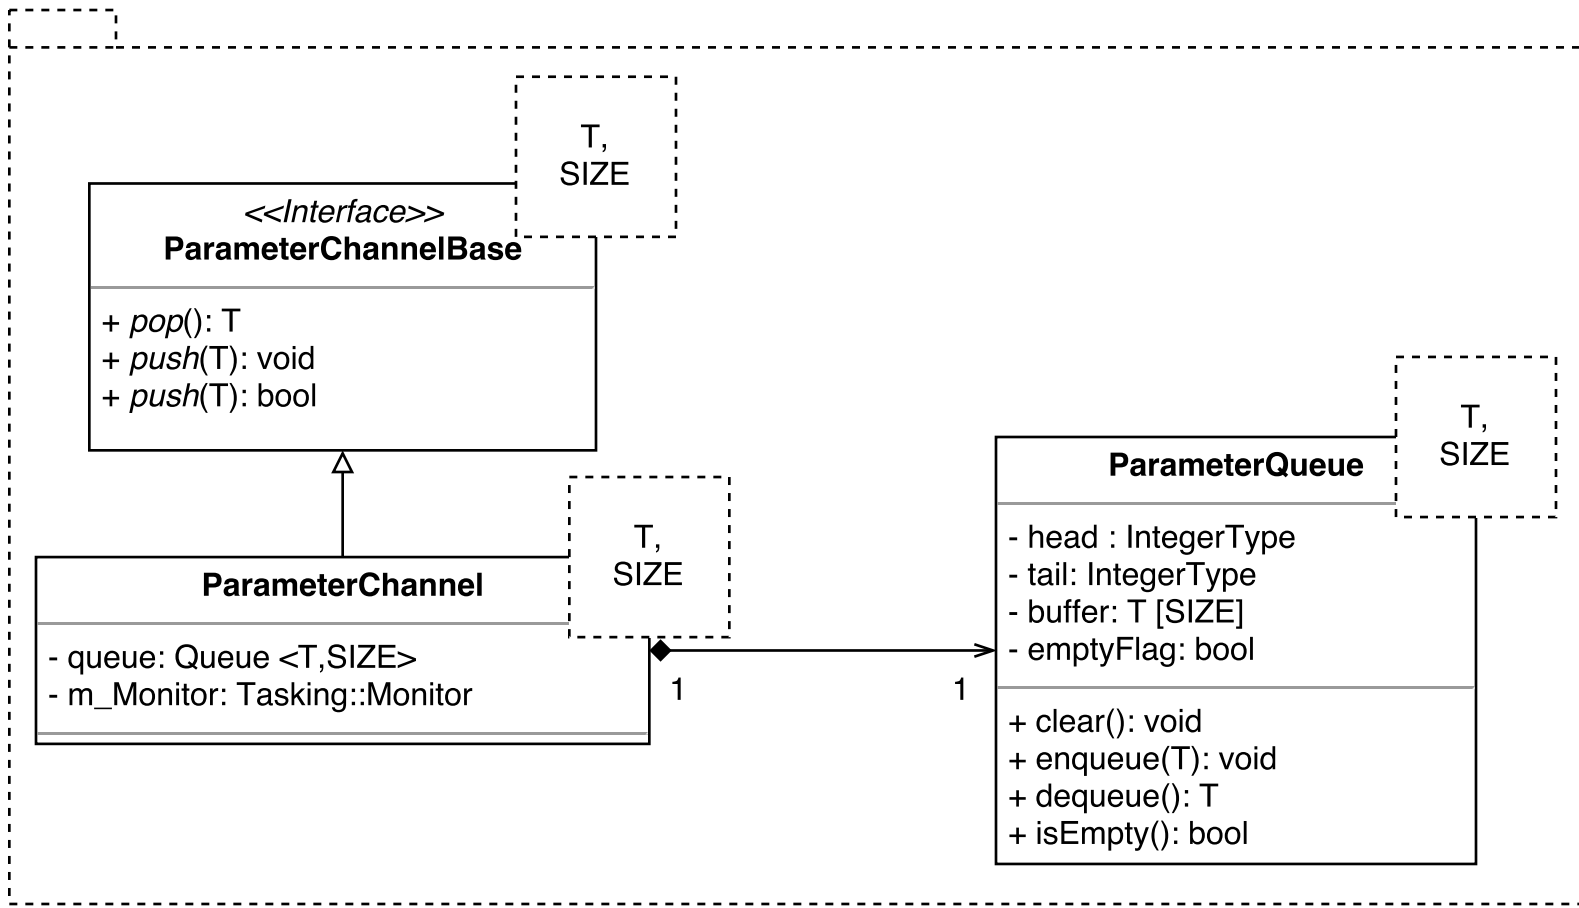 T,
SIZE
<<Interface>>
ParameterChannelBase
+ pop(): T
+ push(T): void
+ push(T): bool
T,
SIZE
ParameterChannel
- queue: Queue <T,SIZE>
- m_Monitor: Tasking::Monitor
1
1
T,
SIZE
ParameterQueue
- head : IntegerType
- tail: IntegerType
- buffer: T [SIZE]
- emptyFlag: bool
+ clear(): void
+ enqueue(T): void
+ dequeue(): T
+ isEmpty(): bool